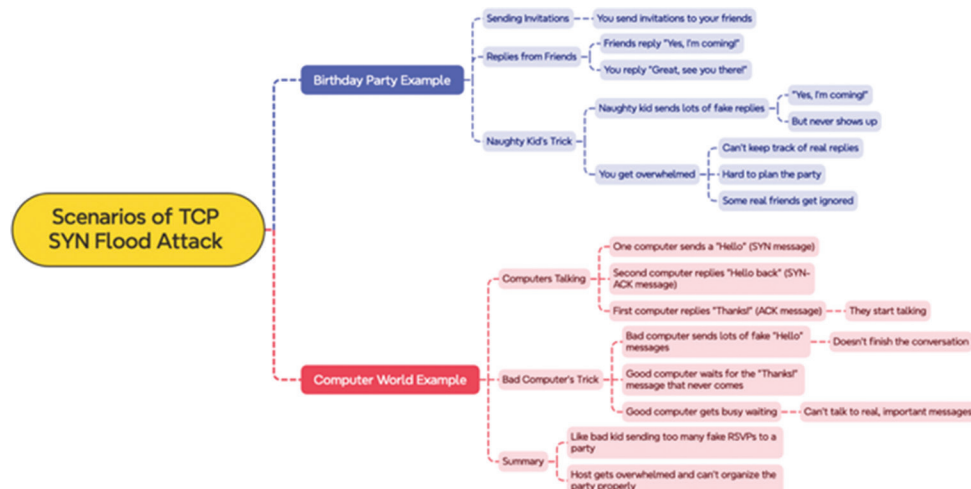 Scenarios of TCP
SYN Flood Attack
Birthday Party Example
Sending Invitations
You send invitations to your friends
Replies from Friends
Friends reply "Yes, I'm coming!"
You reply "Great, see you there!"
Naughty Kid's Trick
Naughty kid sends lots of fake replies
"Yes, I'm coming!"
But never shows up
You get overwhelmed
Can't keep track of real replies
Hard to plan the party
Some real friends get ignored
Computer World Example
Computers Talking
One computer sends a "Hello" (SYN message)
Second computer replies "Hello back" (SYN-
ACK message)
First computer replies "Thanks!" (ACK message)
They start talking
Bad Computer's Trick
Bad computer sends lots of fake "Hello"
messages
Doesn't finish the conversation
Good computer waits for the "Thanks!"
message that never comes
Good computer gets busy waiting
Can't talk to real, important messages
Summary
Like bad kid sending too many fake RSVPs to a
party
Host gets overwhelmed and can't organize the
party properly